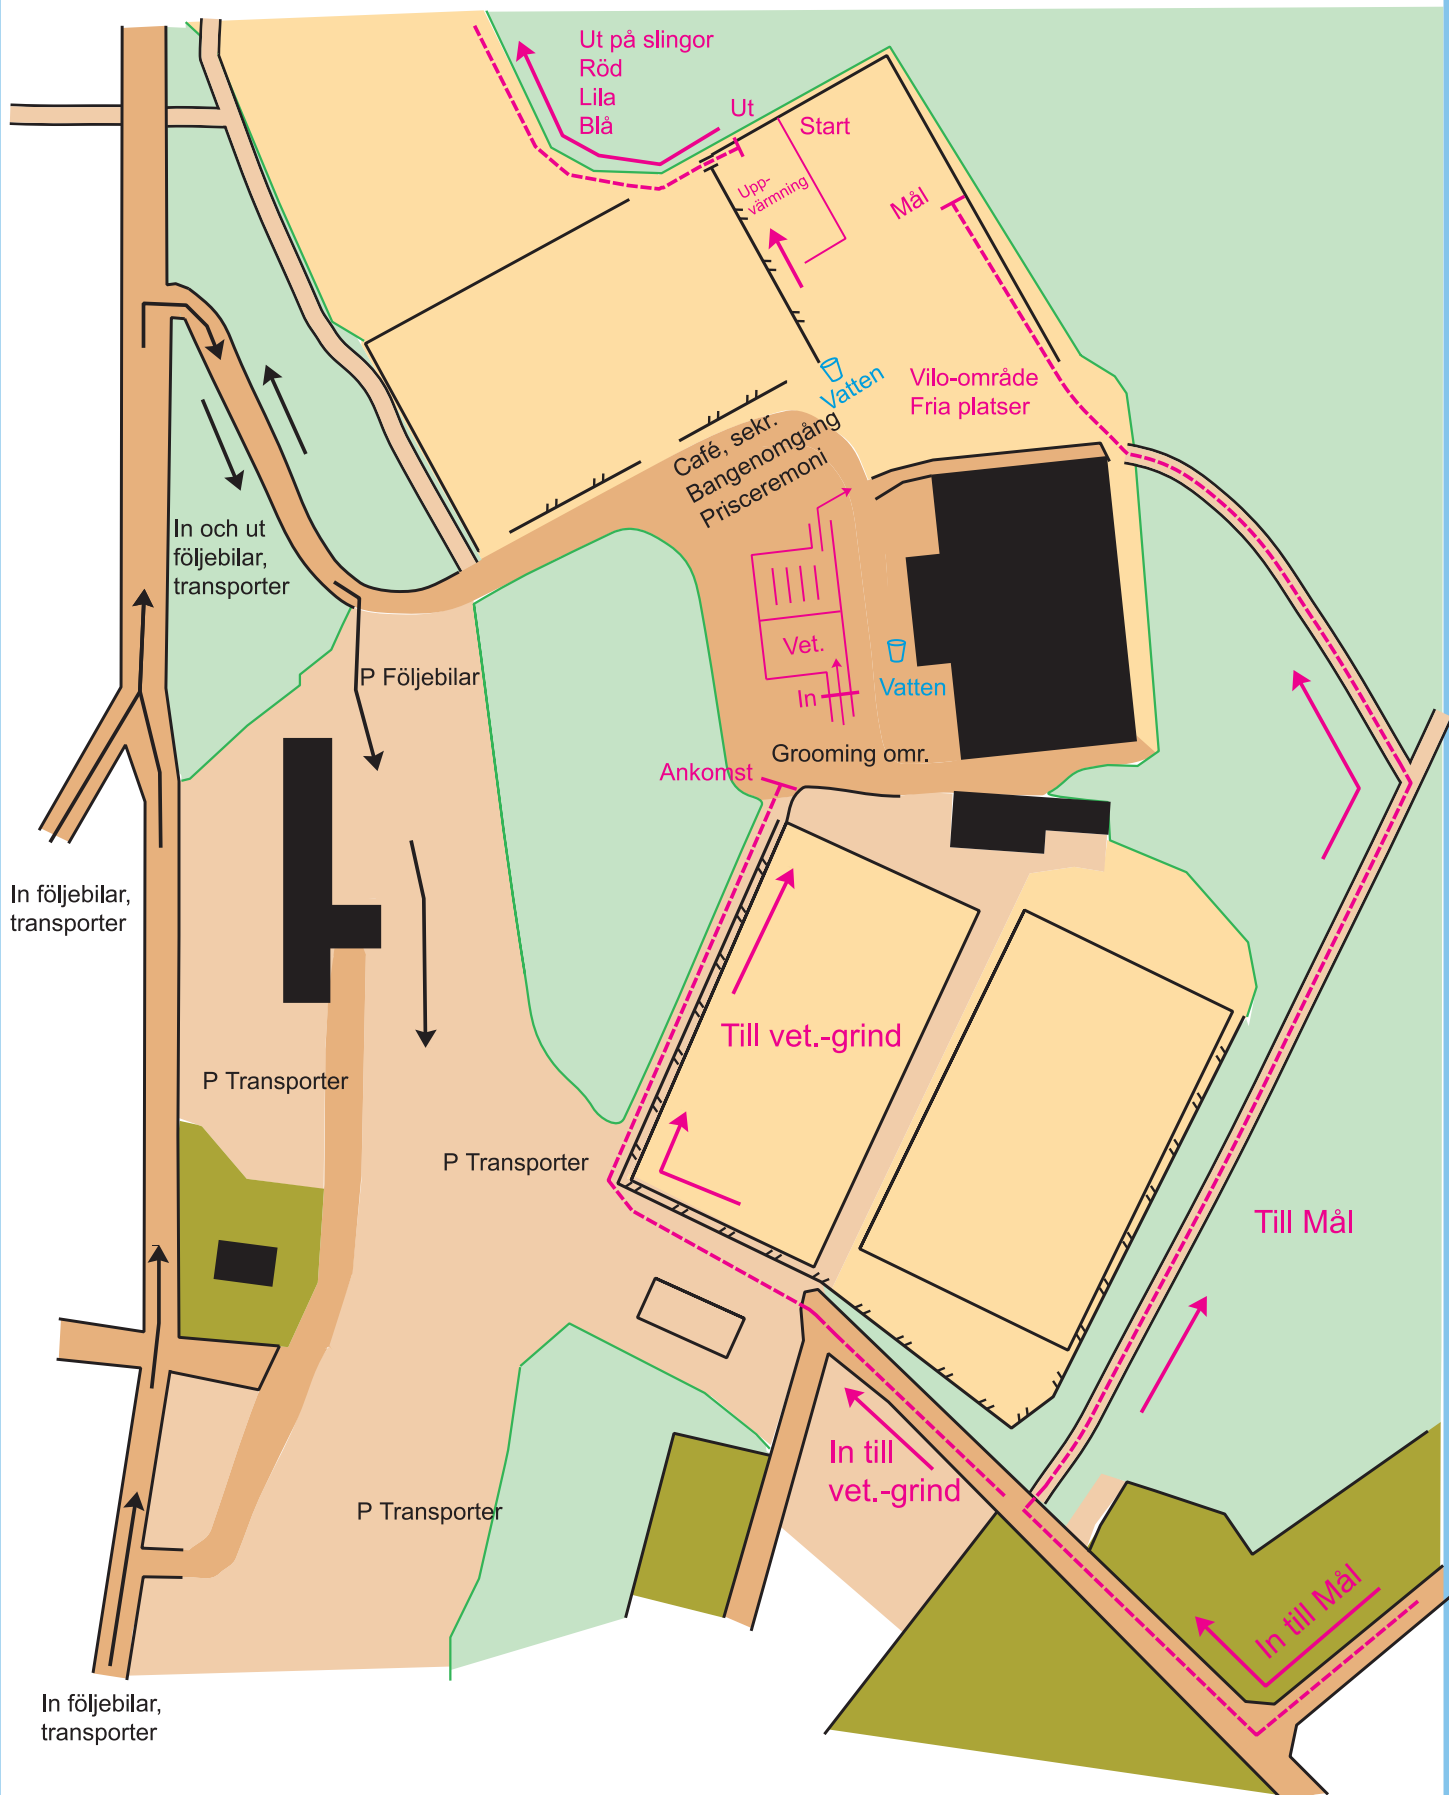 Ut på slingor
Röd
Lila
Blå
Ut
Start
Upp-
värmning
Mål
Vatten
Vilo-område
Fria platser
Café, sekr.
Bangenomgång
Prisceremoni
In och ut
följebilar,
transporter
Vet.
In
Vatten
P Följebilar
Grooming omr.
Ankomst
In följebilar,
transporter
Till vet.-grind
P Transporter
P Transporter
Till Mål
In till
vet.-grind
P Transporter
In till Mål
In följebilar,
transporter